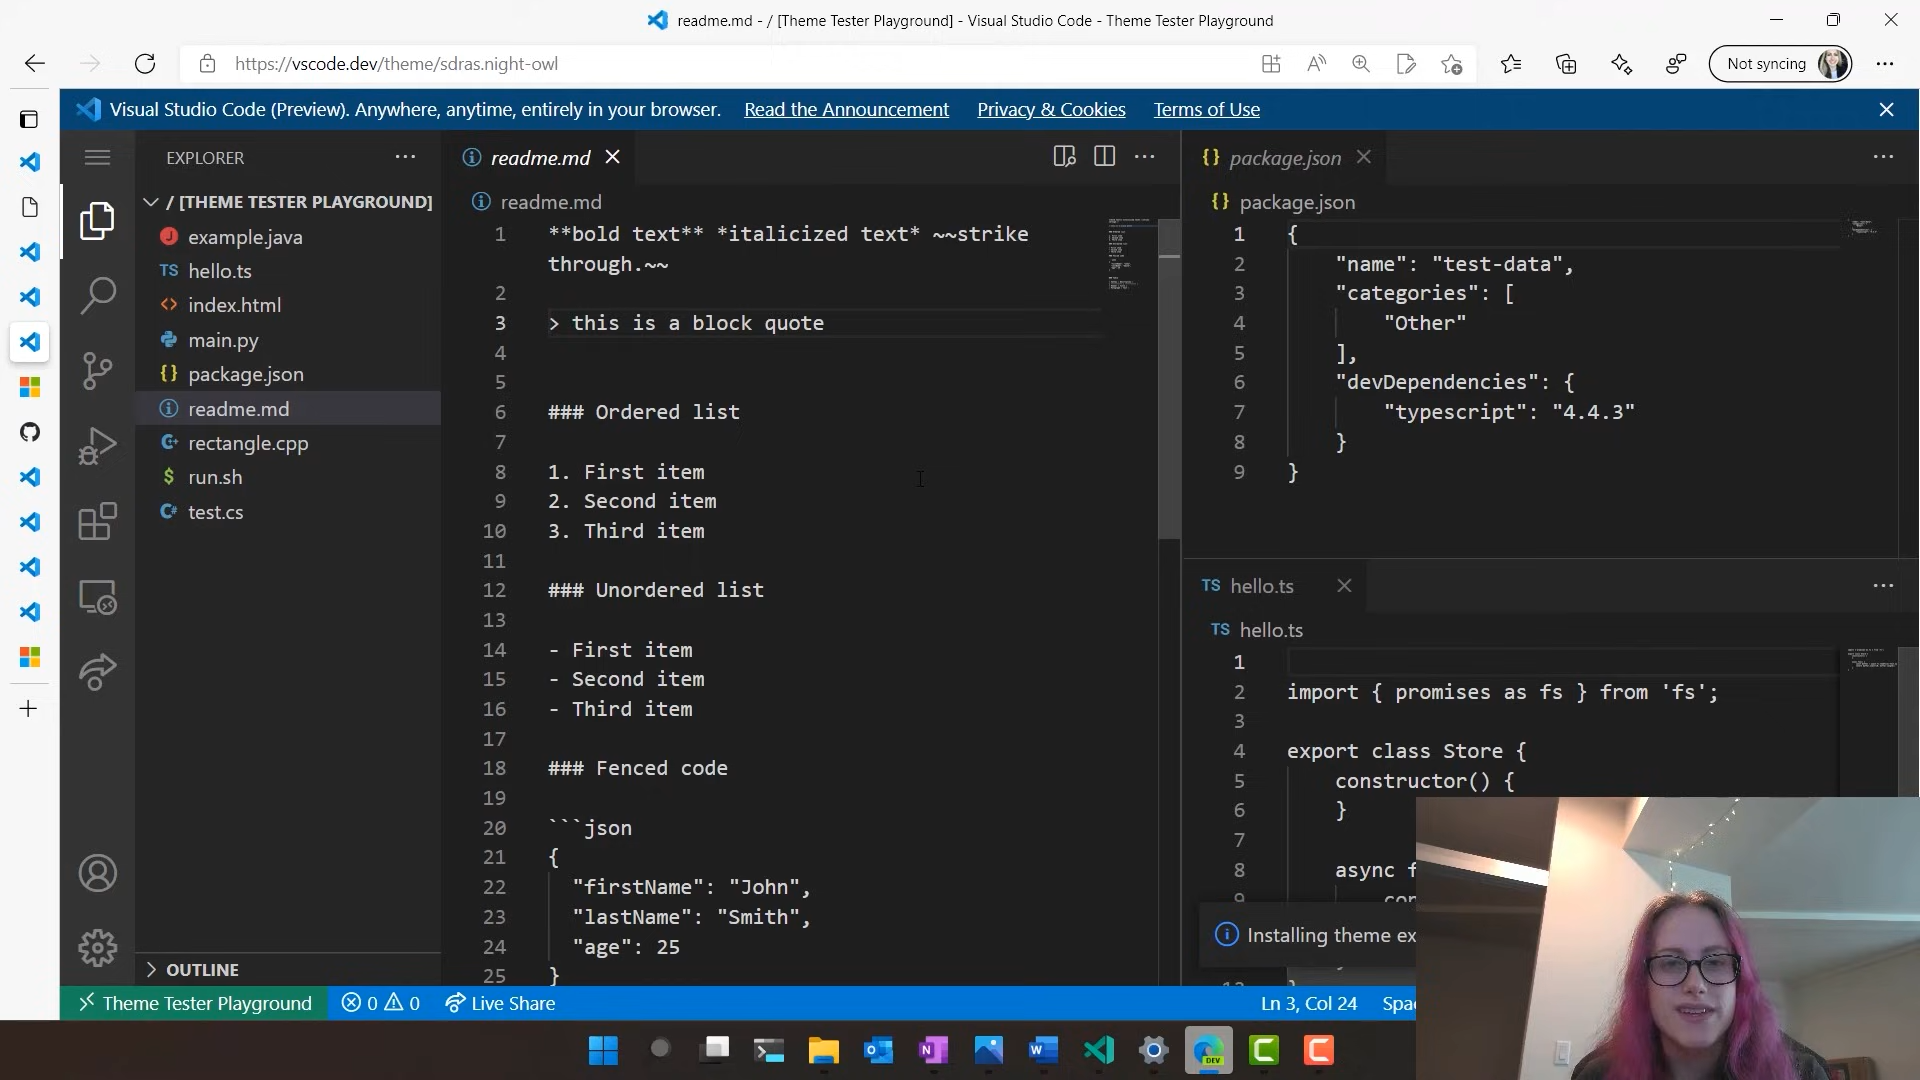 readme.md - / [Theme Tester Playground] - Visual Studio Code - Theme Tester Playground
https://vscode.dev/theme/sdras.night-owl
Not syncing
Visual Studio Code (Preview). Anywhere, anytime, entirely in your browser. Read the Announcement Privacy & Cookies Terms of Use
EXPLORER
/ [THEME TESTER PLAYGROUND]
example.java
TS hello.ts
index.html
main.py
{} package.json
readme.md
rectangle.cpp
$ run.sh
test.cs
OUTLINE
readme.md
readme.md
1 **bold text** *italicized text* ~~strike
through.~~
2
3 > this is a block quote
4
5
6 ### Ordered list
7
8 1. First item
9 2. Second item
10 3. Third item
11
12 ### Unordered list
13
14 - First item
15 - Second item
16 - Third item
17
18 ### Fenced code
19
20 ```json
21 {
22 "firstName": "John",
23 "lastName": "Smith",
24 "age": 25
25 }
{} package.json
{} package.json
1 {
2 "name": "test-data",
3 "categories": [
4 "Other"
5 ],
6 "devDependencies": {
7 "typescript": "4.4.3"
8 }
9 }
TS hello.ts
TS hello.ts
1
2 import { promises as fs } from 'fs';
3
4 export class Store {
5 constructor() {
6 }
7
8 async f
9 con
Installing theme ex
Theme Tester Playground 0 0 Live Share Ln 3, Col 24 Spac
DEV